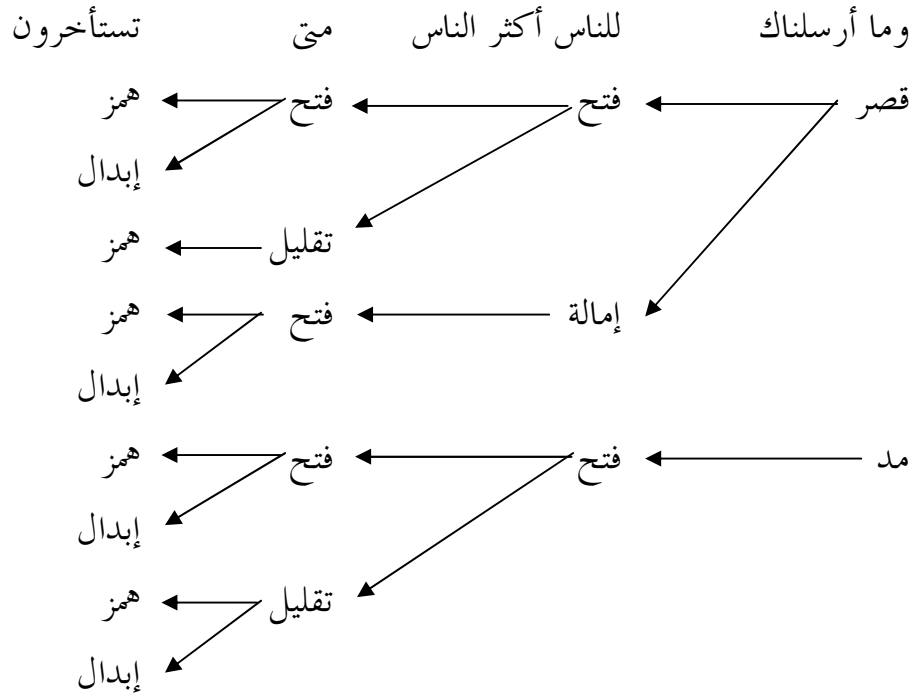 وما أرسلناك للناس أكثر الناس متى تستأخرون
قصر فتح فتح همز
إبدال
تقليل همز
إمالة فتح همز
إبدال
مد فتح فتح همز
إبدال
تقليل همز
إبدال